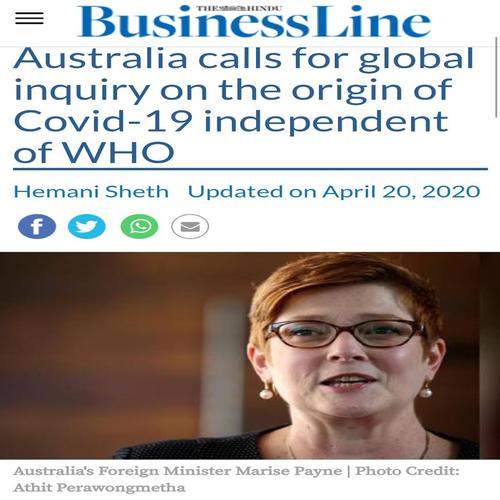 THE HINDU
BusinessLine
Australia calls for global
inquiry on the origin of
Covid-19 independent
of WHO
Hemani Sheth Updated on April 20, 2020
Australia's Foreign Minister Marise Payne | Photo Credit:
Athit Perawongmetha